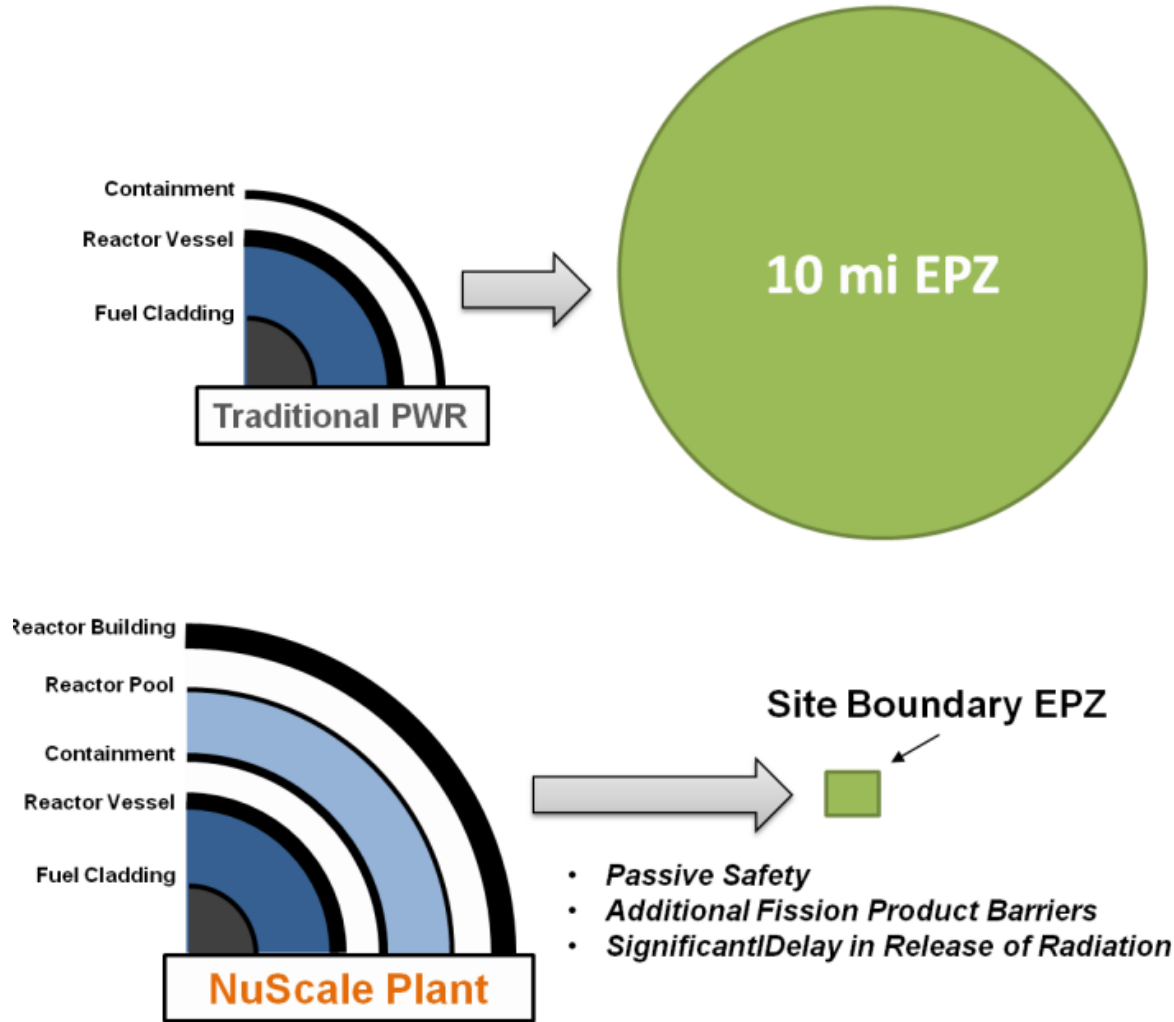 Containment
Reactor Vessel
Fuel Cladding
Traditional PWR
10 mi EPZ
Reactor Building
Reactor Pool
Containment
Reactor Vessel
Fuel Cladding
NuScale Plant
Site Boundary EPZ
• Passive Safety
• Additional Fission Product Barriers
• SignificantlDelay in Release of Radiation